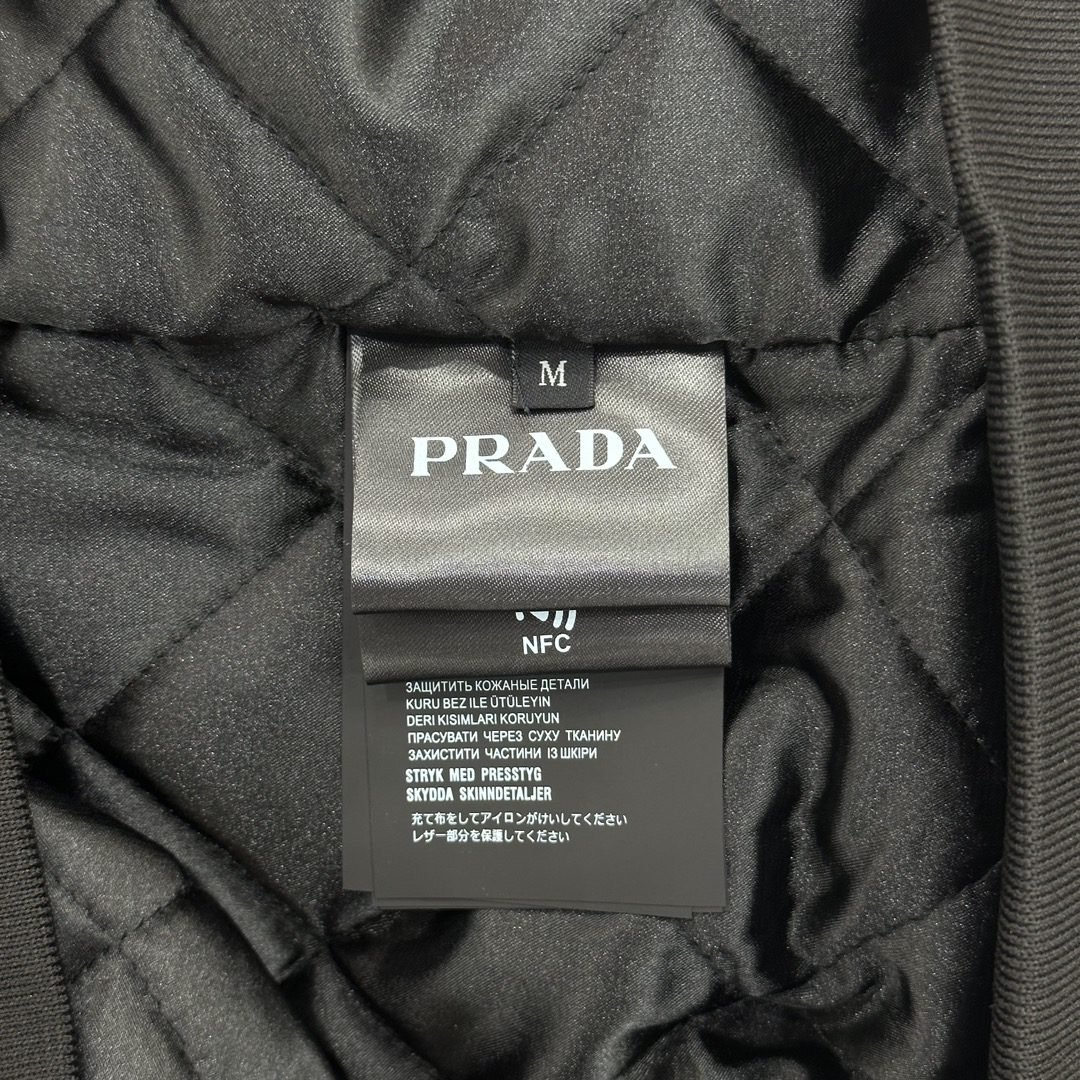 M
PRADA
NFC
ЗАЩИТИТЬ КОЖАНЫЕ ДЕТАЛИ
KURU BEZ ILE ÜTÜLEYIN
DERI KISIMLARI KORUYUN
ПРАСУВАТИ ЧЕРЕЗ СУХУ ТКАНИНУ
ЗАХИСТИТИ ЧАСТИНИ ІЗ ШКІРИ
STRYK MED PRESSTYG
SKYDDA SKINNDETALJER
充て布をしてアイロンがけいしてください
レザー部分を保護してください